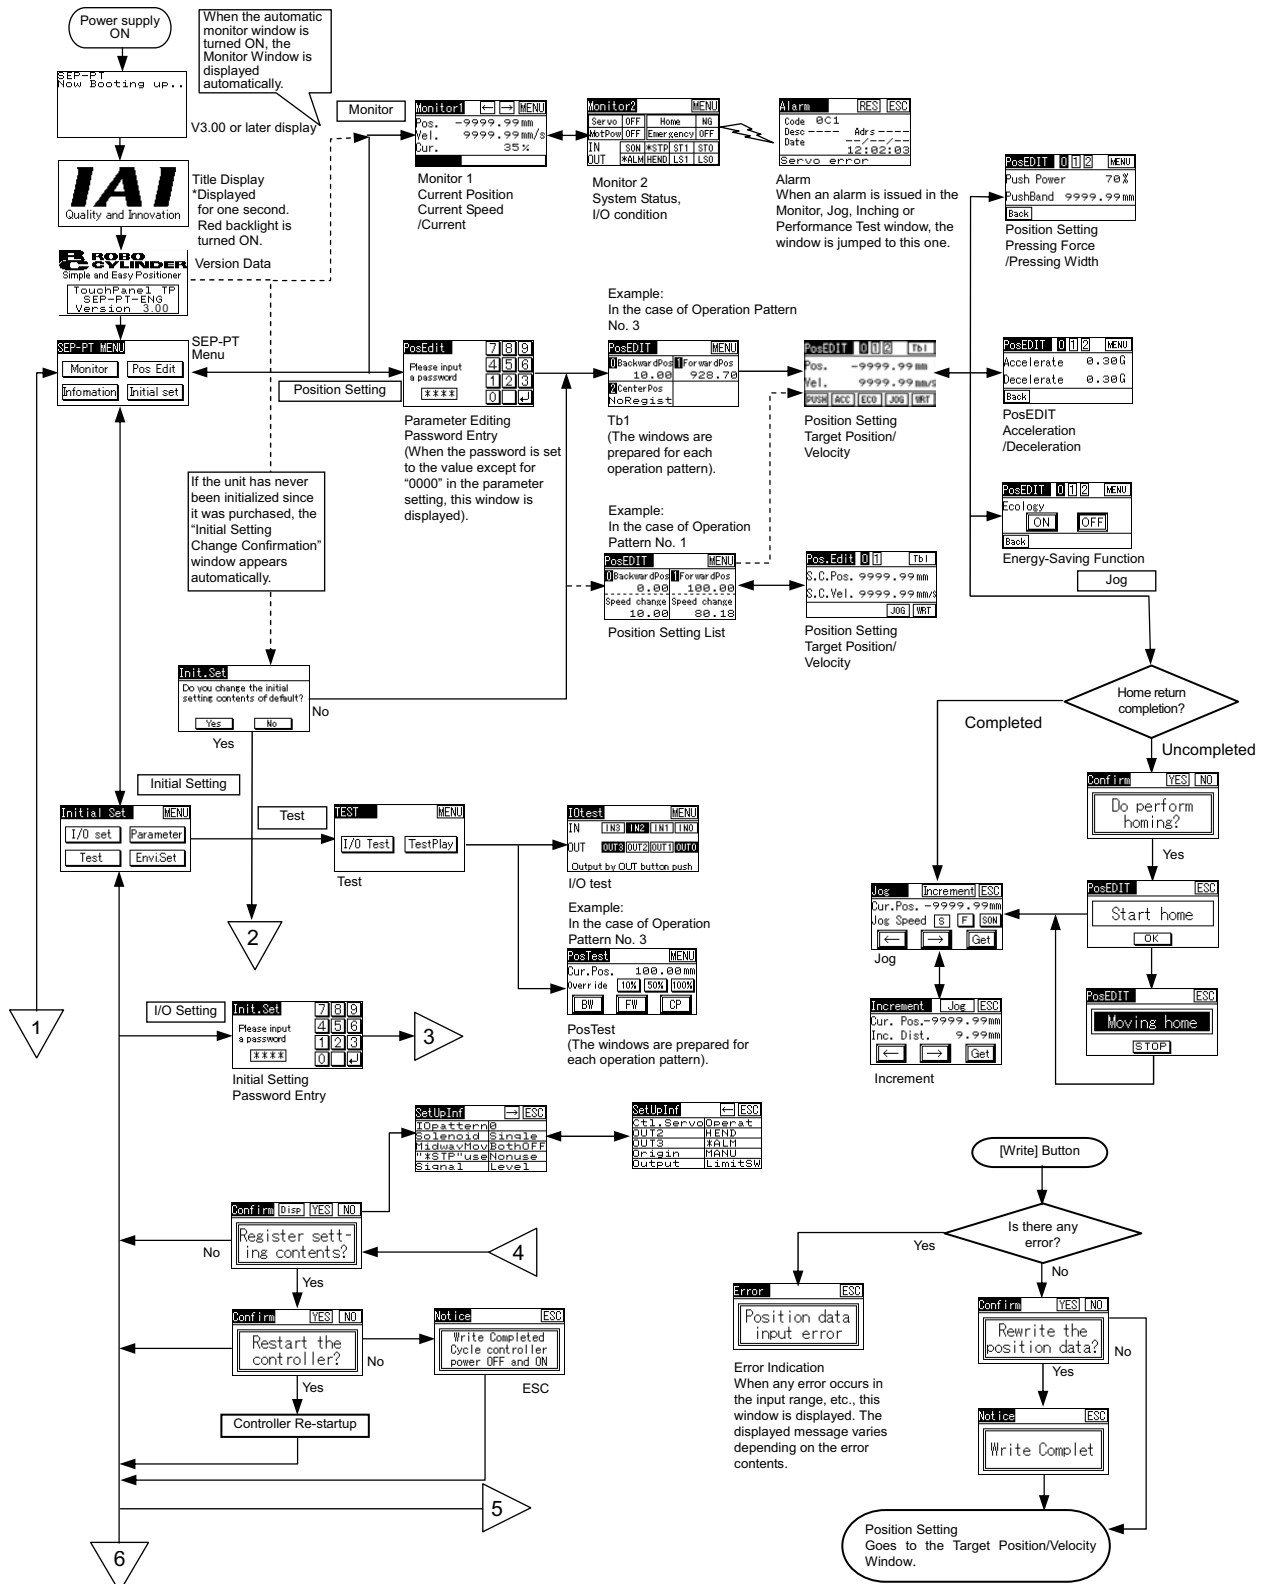 Power supply
ON
When the automatic
monitor window is
turned ON, the
Monitor Window is
displayed
automatically.
SEP-PT
Now Booting up..
V3.00 or later display
IAI
Quality and Innovation
Title Display
*Displayed
for one second.
Red backlight is
turned ON.
ROBO
CYLINDER
Simple and Easy Positioner
TouchPanel TP
SEP-PT-ENG
Version 3.00
Version Data
SEP-PT MENU
Monitor Pos Edit
Infomation Initial set
SEP-PT
Menu
Monitor
Monitor1 ← → MENU
Pos. -9999.99mm
Vel. 9999.99mm/s
Cur. 35%
Monitor 1
Current Position
Current Speed
/Current
Monitor2 MENU
Servo OFF Home NG
MotPow OFF Emergency OFF
IN SON *STP ST1 ST0
OUT *ALM HEND LS1 LS0
Monitor 2
System Status,
I/O condition
Alarm RES ESC
Code 0C1
Desc ---- Adrs ----
Date --/--/--
12:02:03
Servo error
Alarm
When an alarm is issued in the
Monitor, Jog, Inching or
Performance Test window, the
window is jumped to this one.
PosEDIT 0 1 2 MENU
Push Power 70%
PushBand 9999.99mm
Back
Position Setting
Pressing Force
/Pressing Width
Position Setting
PosEdit 7 8 9
Please input 4 5 6
a password 1 2 3
**** 0 ↵
Parameter Editing
Password Entry
(When the password is set
to the value except for
“0000” in the parameter
setting, this window is
displayed).
Example:
In the case of Operation Pattern
No. 3
PosEDIT MENU
0BackwardPos 1ForwardPos
10.00 928.70
2CenterPos
NoRegist
Tb1
(The windows are
prepared for each
operation pattern).
PosEDIT 0 1 2 Tbl
Pos. -9999.99mm
Vel. 9999.99mm/s
PUSH ACC ECO JOG WRT
Position Setting
Target Position/
Velocity
PosEDIT 0 1 2 MENU
Accelerate 0.30G
Decelerate 0.30G
Back
PosEDIT
Acceleration
/Deceleration
PosEDIT 0 1 2 MENU
Ecology
ON OFF
Back
Energy-Saving Function
Jog
If the unit has never
been initialized since
it was purchased, the
“Initial Setting
Change Confirmation”
window appears
automatically.
Example:
In the case of Operation
Pattern No. 1
PosEDIT MENU
0BackwardPos 1ForwardPos
0.00 100.00
Speed change Speed change
10.00 80.18
Position Setting List
Pos.Edit 0 1 Tbl
S.C.Pos. 9999.99mm
S.C.Vel. 9999.99mm/s
JOG WRT
Position Setting
Target Position/
Velocity
Init.Set
Do you change the initial
setting contents of default?
Yes No
No
Yes
Home return
completion?
Completed
Uncompleted
Confirm YES NO
Do perform
homing?
Yes
PosEDIT ESC
Start home
OK
PosEDIT ESC
Moving home
STOP
Jog Increment ESC
Cur.Pos. -9999.99mm
Jog Speed S F SON
← → Get
Jog
Increment Jog ESC
Cur. Pos.-9999.99mm
Inc. Dist. 9.99mm
← → Get
Increment
Initial Setting
Initial Set MENU
I/O set Parameter
Test Envi.Set
Test
TEST MENU
I/O Test TestPlay
Test
IOtest MENU
IN IN3 IN2 IN1 IN0
OUT OUT3 OUT2 OUT1 OUT0
Output by OUT button push
I/O test
Example:
In the case of Operation
Pattern No. 3
PosTest MENU
Cur.Pos. 100.00mm
Override 10% 50% 100%
BW FW CP
PosTest
(The windows are prepared for
each operation pattern).
2
1
I/O Setting
Init.Set 7 8 9
Please input 4 5 6
a password 1 2 3
**** 0 ↵
Initial Setting
Password Entry
3
SetUpInf → ESC
IOpattern 0
Solenoid Single
MidwayMov BothOFF
"*STP"use Nonuse
Signal Level
SetUpInf ← ESC
Ctl.Servo Operat
OUT2 HEND
OUT3 *ALM
Origin MANU
Output LimitSW
Confirm Disp YES NO
Register sett-
ing contents?
No
Yes
4
Confirm YES NO
Restart the
controller?
No
Yes
Notice ESC
Write Completed
Cycle controller
power OFF and ON
ESC
Controller Re-startup
5
6
[Write] Button
Is there any
error?
Yes
No
Error ESC
Position data
input error
Error Indication
When any error occurs in
the input range, etc., this
window is displayed. The
displayed message varies
depending on the error
contents.
Confirm YES NO
Rewrite the
position data?
No
Yes
Notice ESC
Write Complet
Position Setting
Goes to the Target Position/Velocity
Window.